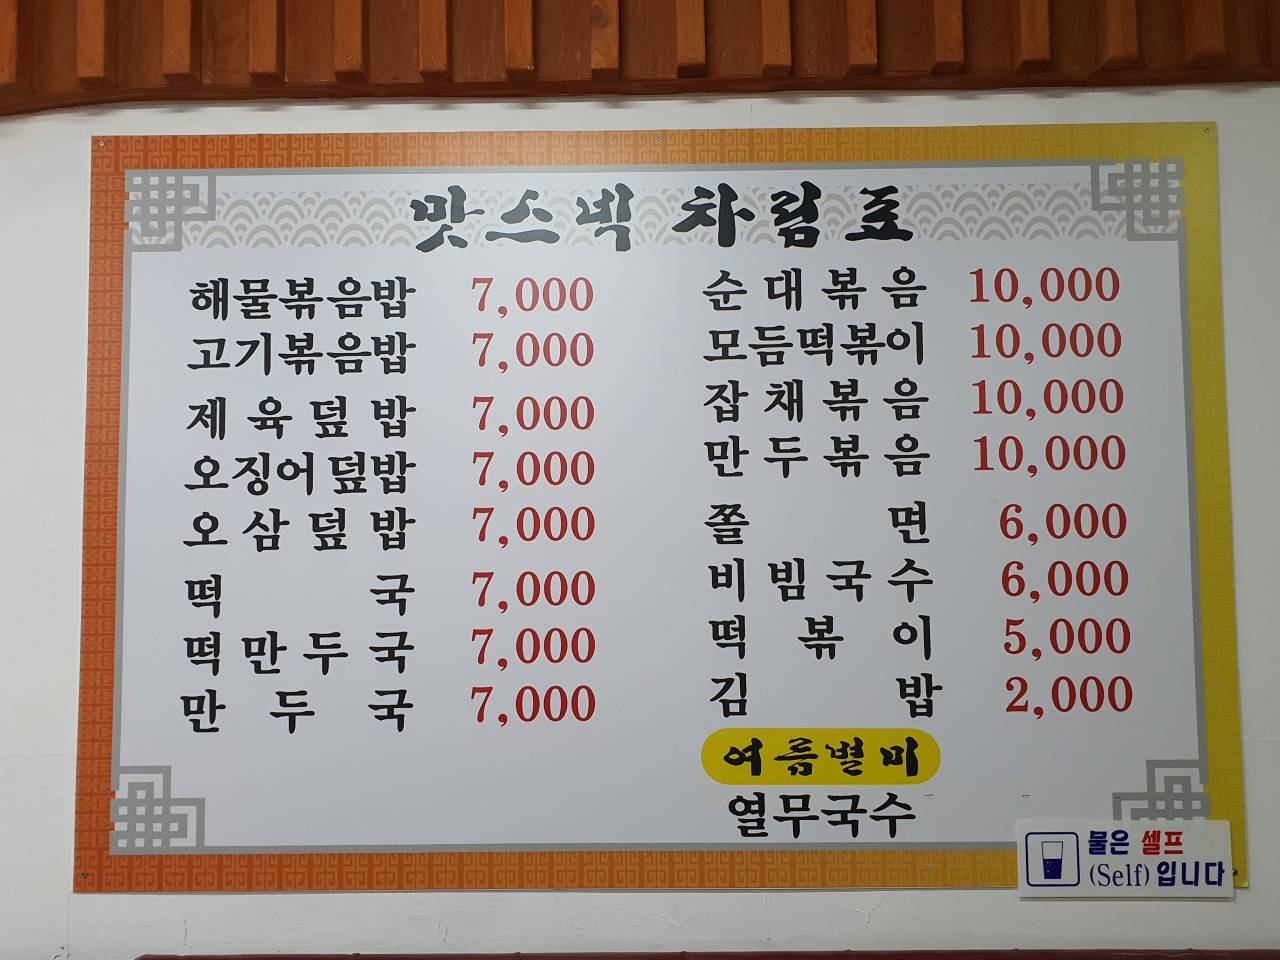 맛스넥 차림표
해물볶음밥 7,000
고기볶음밥 7,000
제육덮밥 7,000
오징어덮밥 7,000
오삼덮밥 7,000
떡국 7,000
떡만두국 7,000
만두국 7,000
순대볶음 10,000
모듬떡볶이 10,000
잡채볶음 10,000
만두볶음 10,000
쫄면 6,000
비빔국수 6,000
떡볶이 5,000
김밥 2,000
여름별미
열무국수
물은 셀프
(Self)입니다